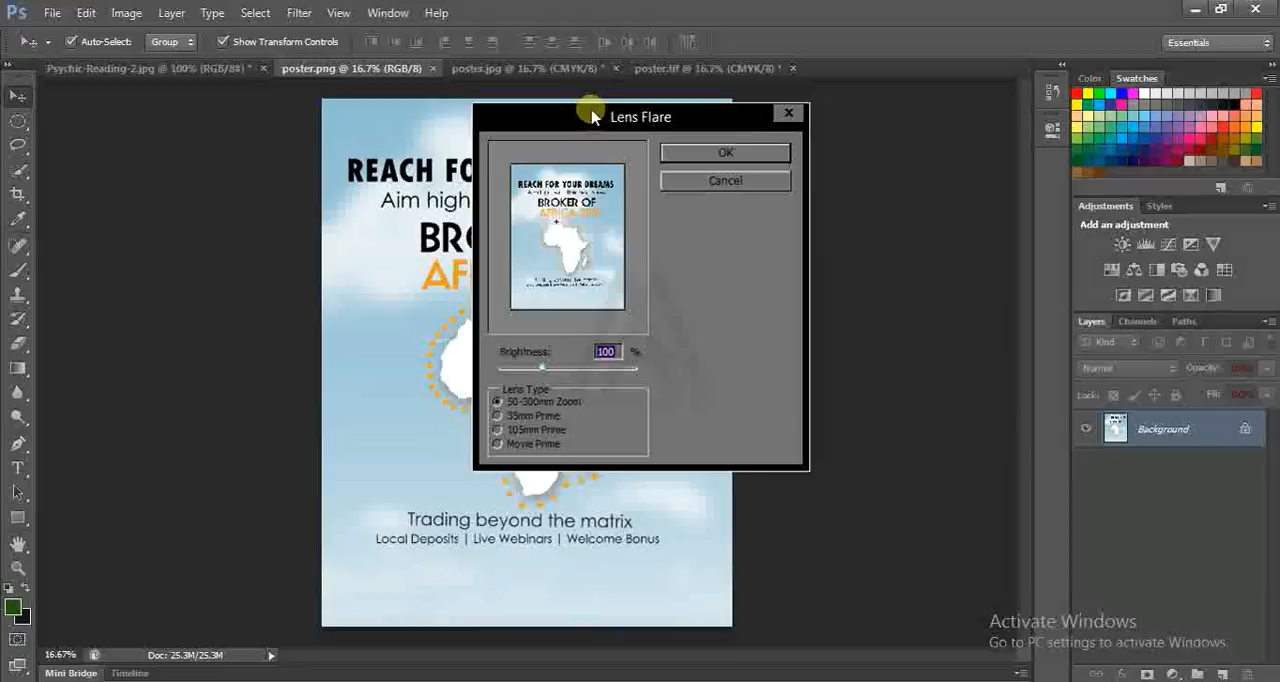 Ps File Edit Image Layer Type Select Filter View Window Help
Auto-Select: Group Show Transform Controls Essentials
Psychic-Reading-2.jpg @ 100% (RGB/8#) * × poster.png @ 16.7% (RGB/8) × poster.jpg @ 16.7% (CMYK/8) * × poster.tif @ 16.7% (CMYK/8) * ×
Color Swatches
Lens Flare
OK
Cancel
REACH FOR YOUR DREAMS
BROKER OF
Brightness: 100 %
Lens Type
50-300mm Zoom
35mm Prime
105mm Prime
Movie Prime
REACH FO
Aim high
BRO
AF
Trading beyond the matrix
Local Deposits | Live Webinars | Welcome Bonus
Adjustments Styles
Add an adjustment
Layers Channels Paths
Kind
Normal Opacity: 100%
Lock: Fill: 100%
Background
Activate Windows
Go to PC settings to activate Windows.
16.67% Doc: 25.3M/25.3M
Mini Bridge Timeline